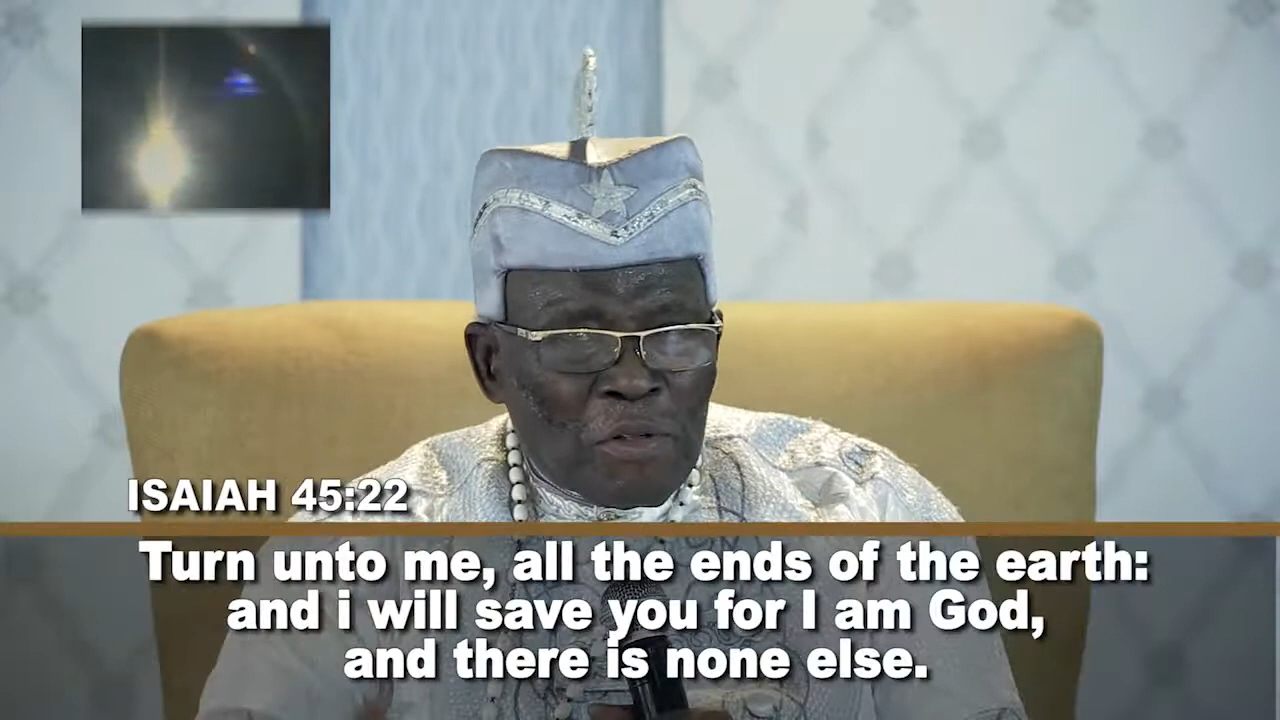 ISAIAH 45:22
Turn unto me, all the ends of the earth:
and i will save you for I am God,
and there is none else.